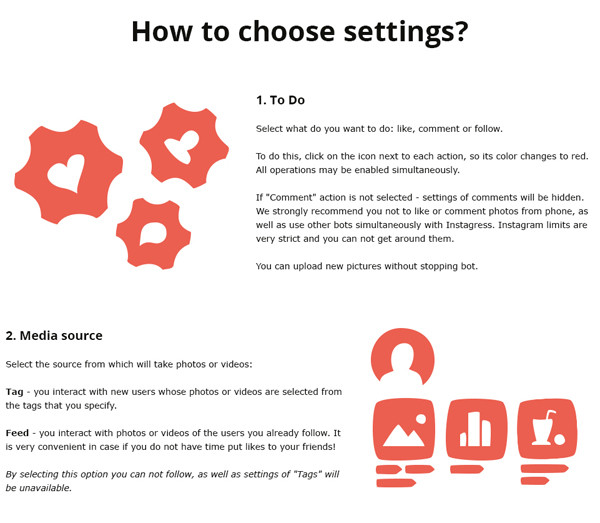 How to choose settings?
1. To Do
Select what do you want to do: like, comment or follow.
To do this, click on the icon next to each action, so its color changes to red.
All operations may be enabled simultaneously.
If "Comment" action is not selected - settings of comments will be hidden.
We strongly recommend you not to like or comment photos from phone, as
well as use other bots simultaneously with Instagress. Instagram limits are
very strict and you can not get around them.
You can upload new pictures without stopping bot.
2. Media source
Select the source from which will take photos or videos:
Tag - you interact with new users whose photos or videos are selected from
the tags that you specify.
Feed - you interact with photos or videos of the users you already follow. It
is very convenient in case if you do not have time put likes to your friends!
By selecting this option you can not follow, as well as settings of "Tags" will
be unavailable.